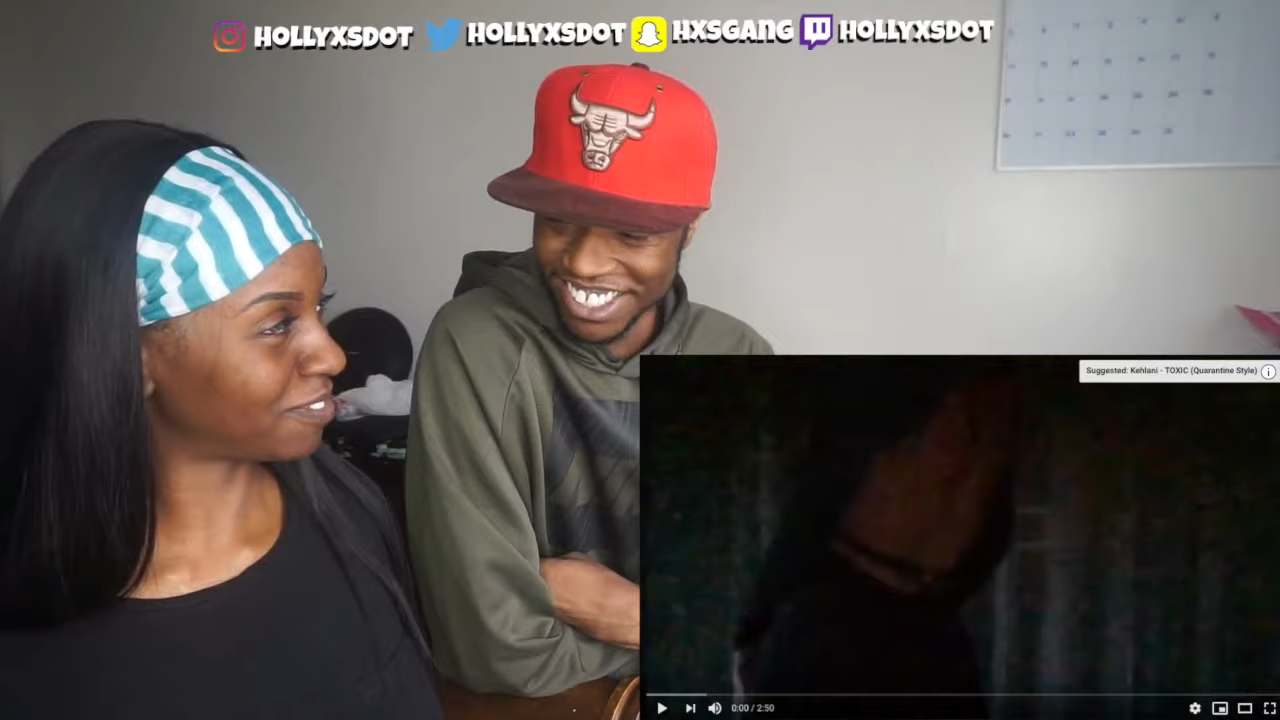 HOLLYXSDOT HOLLYXSDOT HXSGANG HOLLYXSDOT
Suggested: Kehlani - TOXIC (Quarantine Style)
0:00 / 2:50